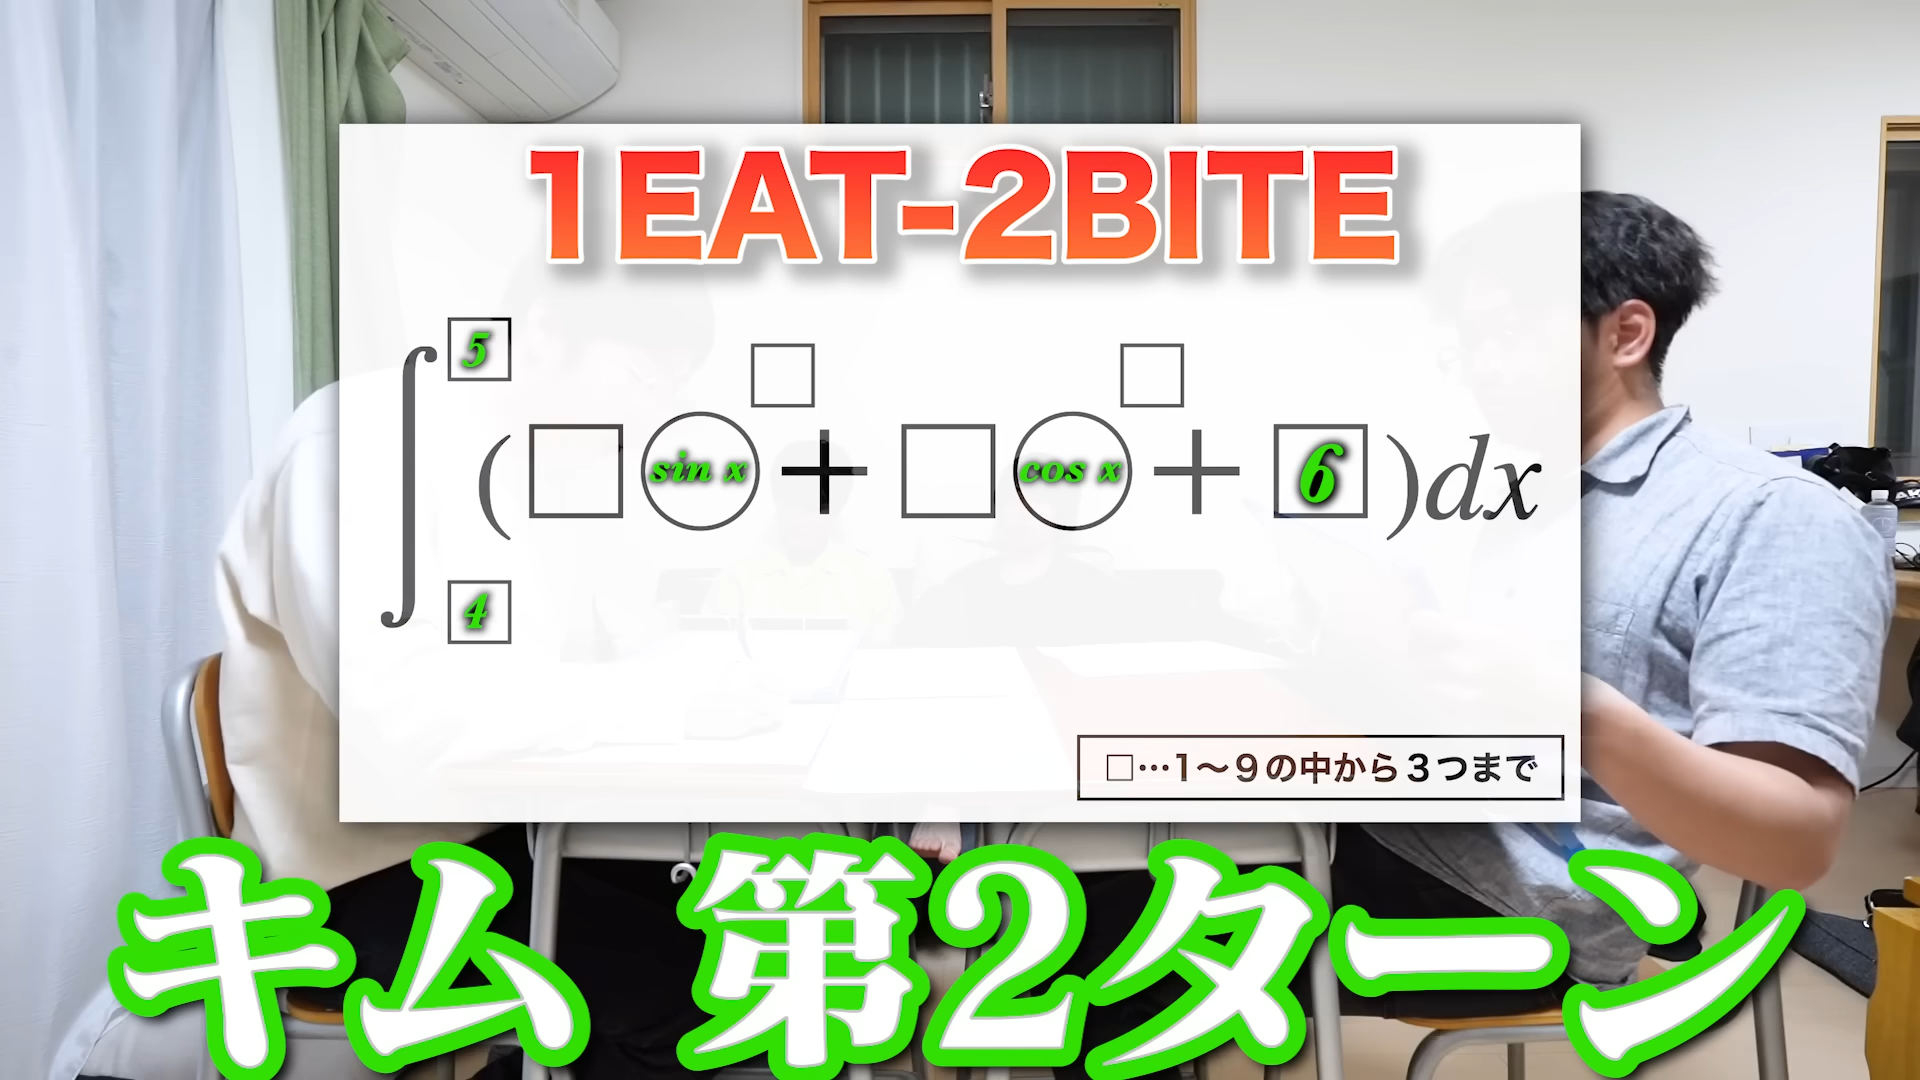 1EAT-2BITE
∫ 5 4 (□ sin x □ + □ cos x □ + 6)dx
□…1〜9の中から3つまで
キム 第2ターン